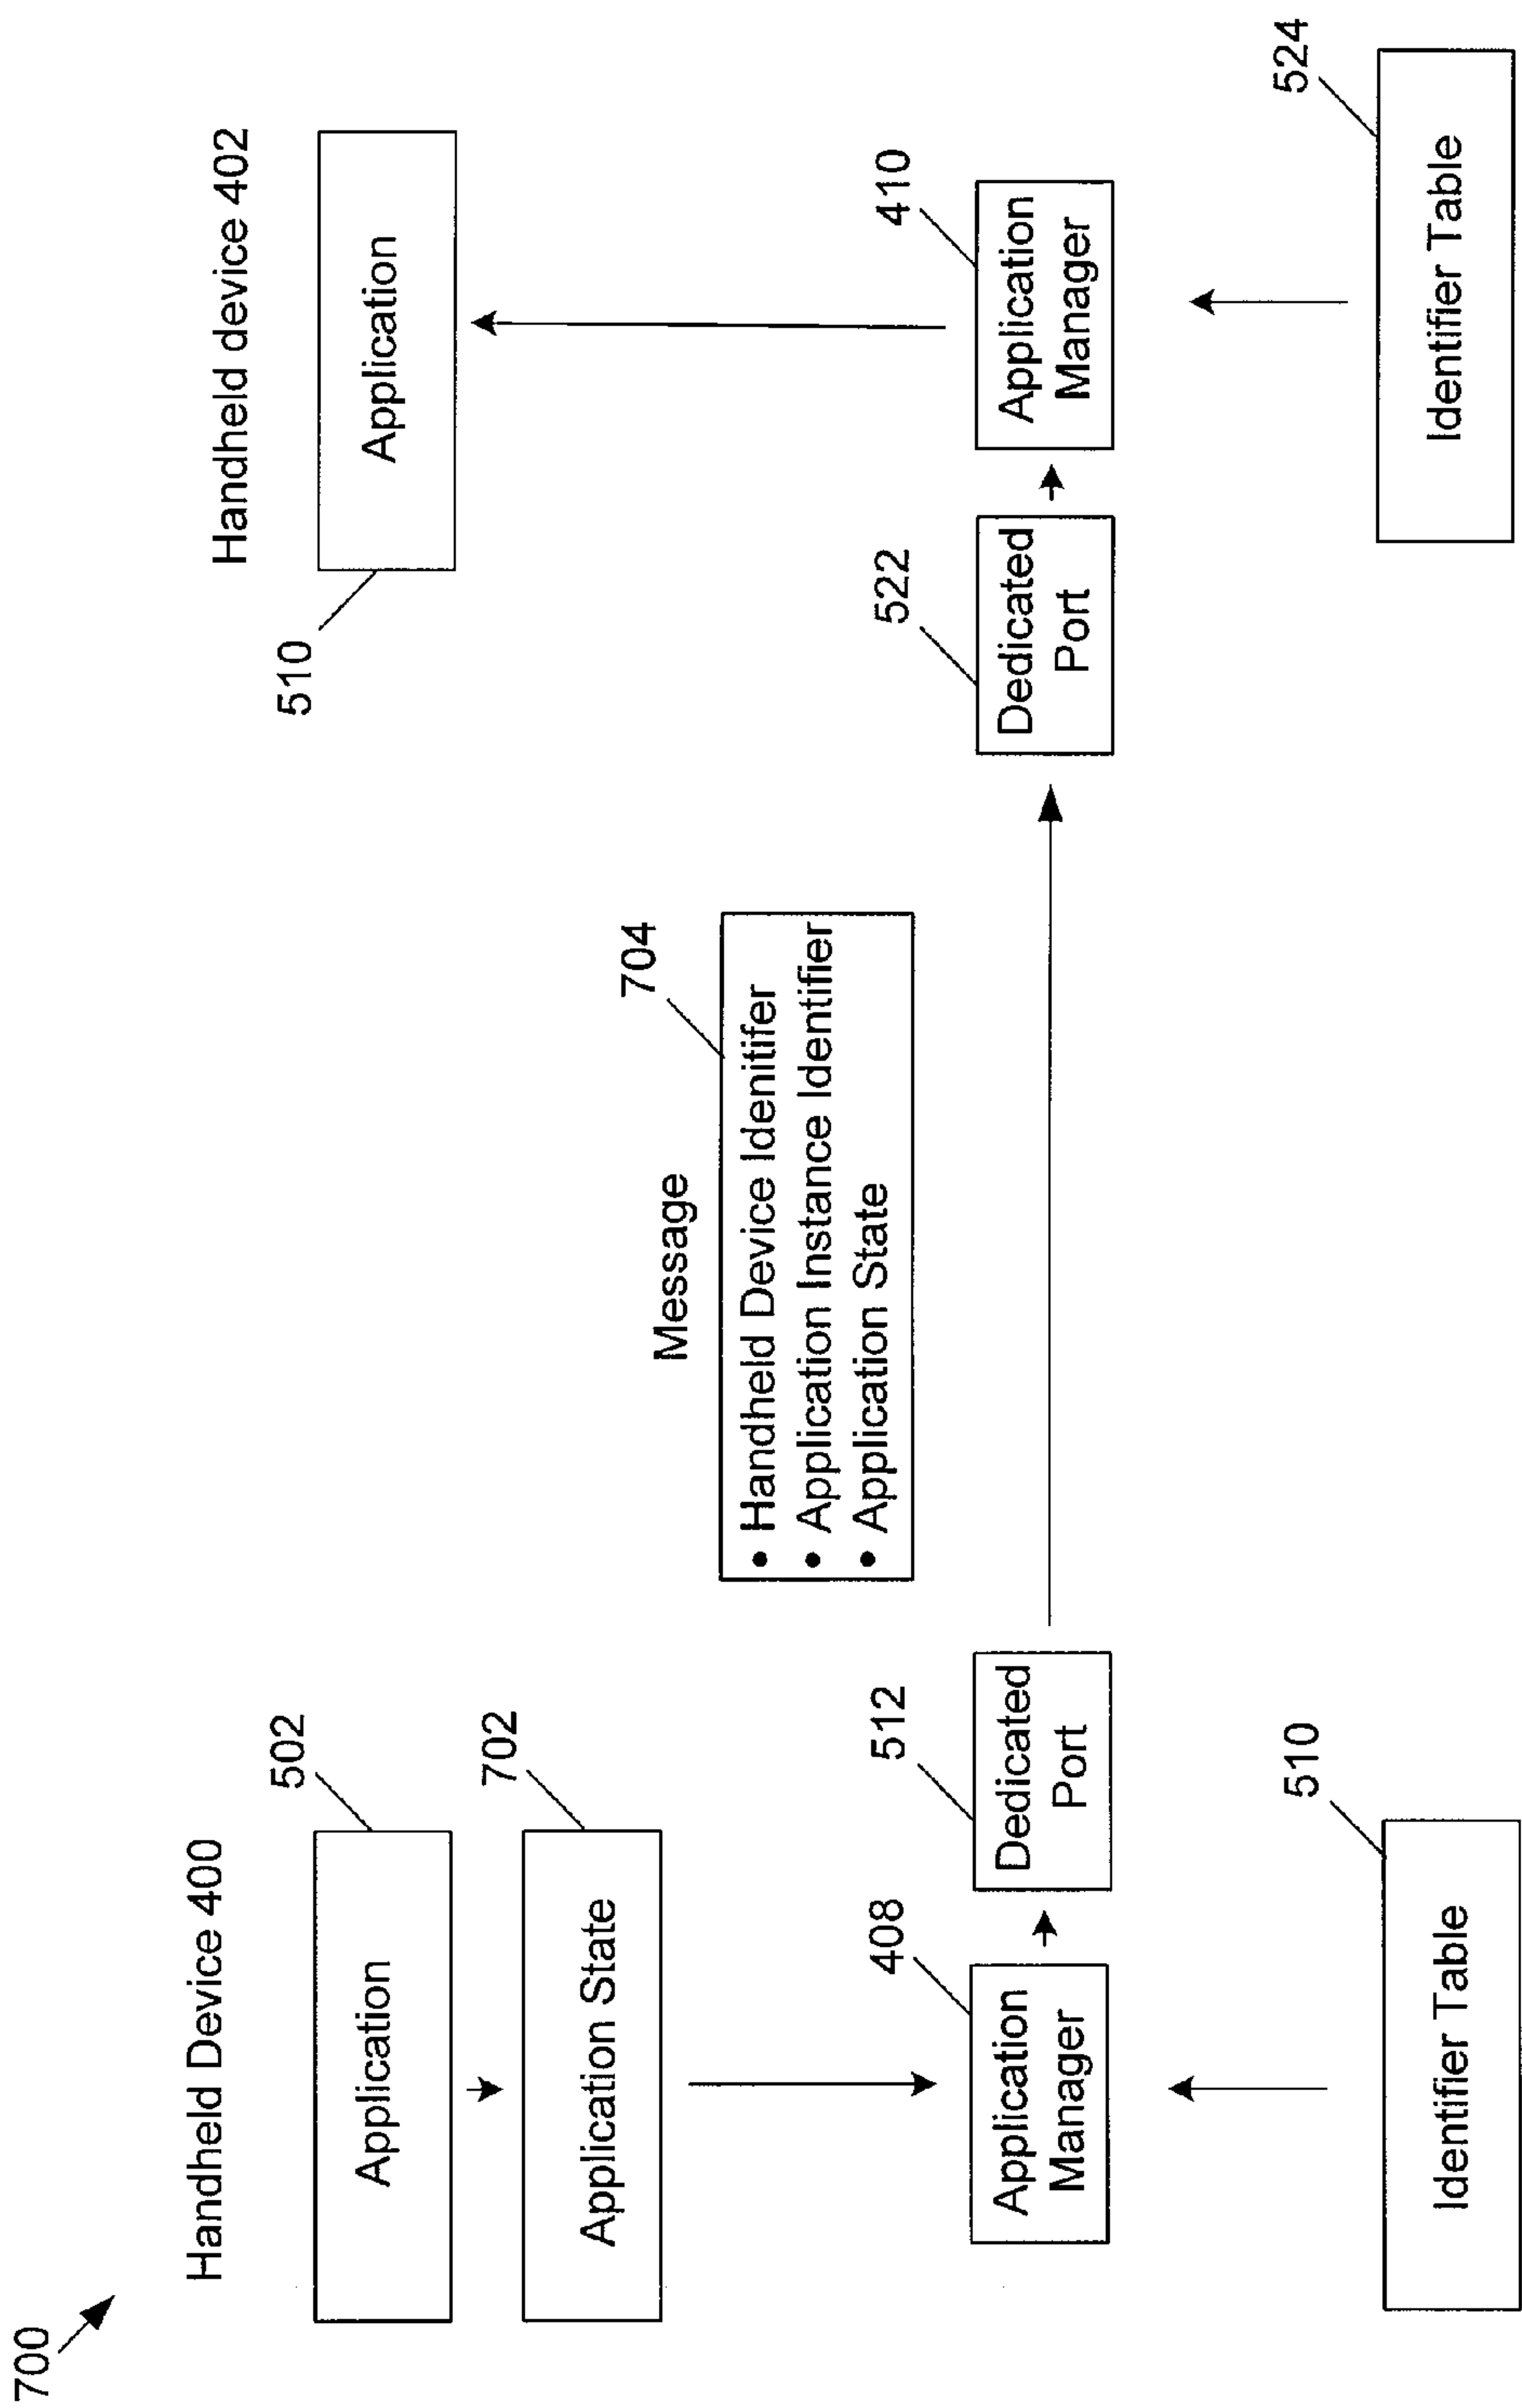 700
Handheld Device 400
Handheld device 402
502
Application
510
Application
702
Application State
Message
704
• Handheld Device Idenitifer
• Application Instance Identifier
• Application State
408
Application
Manager
512
Dedicated
Port
522
Dedicated
Port
410
Application
Manager
510
Identifier Table
524
Identifier Table